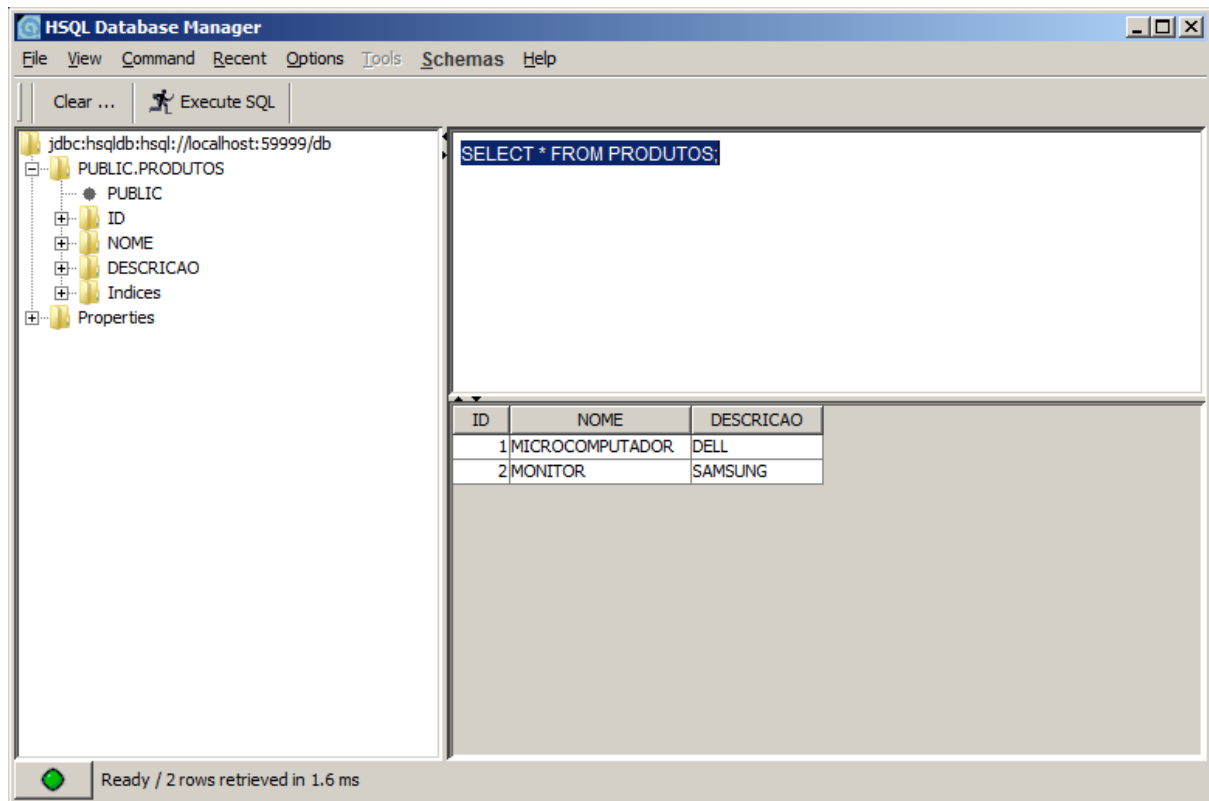 HSQL Database Manager
File View Command Recent Options Tools Schemas Help
Clear ... Execute SQL
jdbc:hsqldb:hsql://localhost:59999/db
PUBLIC.PRODUTOS
PUBLIC
ID
NOME
DESCRICAO
Indices
Properties
SELECT * FROM PRODUTOS;
ID NOME DESCRICAO
1 MICROCOMPUTADOR DELL
2 MONITOR SAMSUNG
Ready / 2 rows retrieved in 1.6 ms